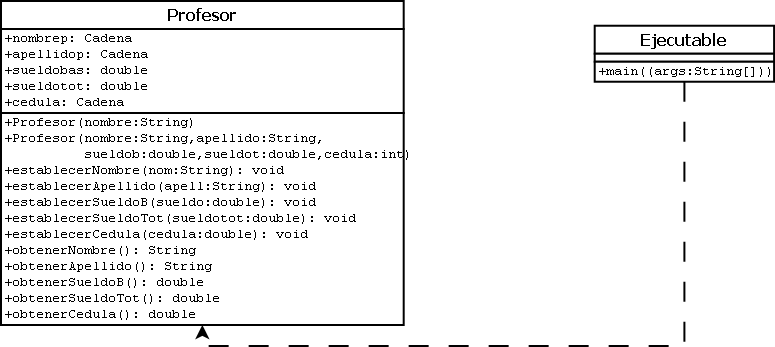 Profesor
+nombrep: Cadena
+apellidop: Cadena
+sueldobas: double
+sueldotot: double
+cedula: Cadena
+Profesor(nombre:String)
+Profesor(nombre:String,apellido:String,
sueldob:double,sueldot:double,cedula:int)
+establecerNombre(nom:String): void
+establecerApellido(apell:String): void
+establecerSueldoB(sueldo:double): void
+establecerSueldoTot(sueldotot:double): void
+establecerCedula(cedula:double): void
+obtenerNombre(): String
+obtenerApellido(): String
+obtenerSueldoB(): double
+obtenerSueldoTot(): double
+obtenerCedula(): double
Ejecutable
+main((args:String[]))